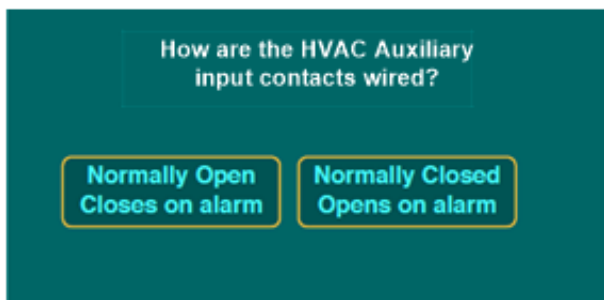 How are the HVAC Auxiliary
input contacts wired?
Normally Open
Closes on alarm
Normally Closed
Opens on alarm